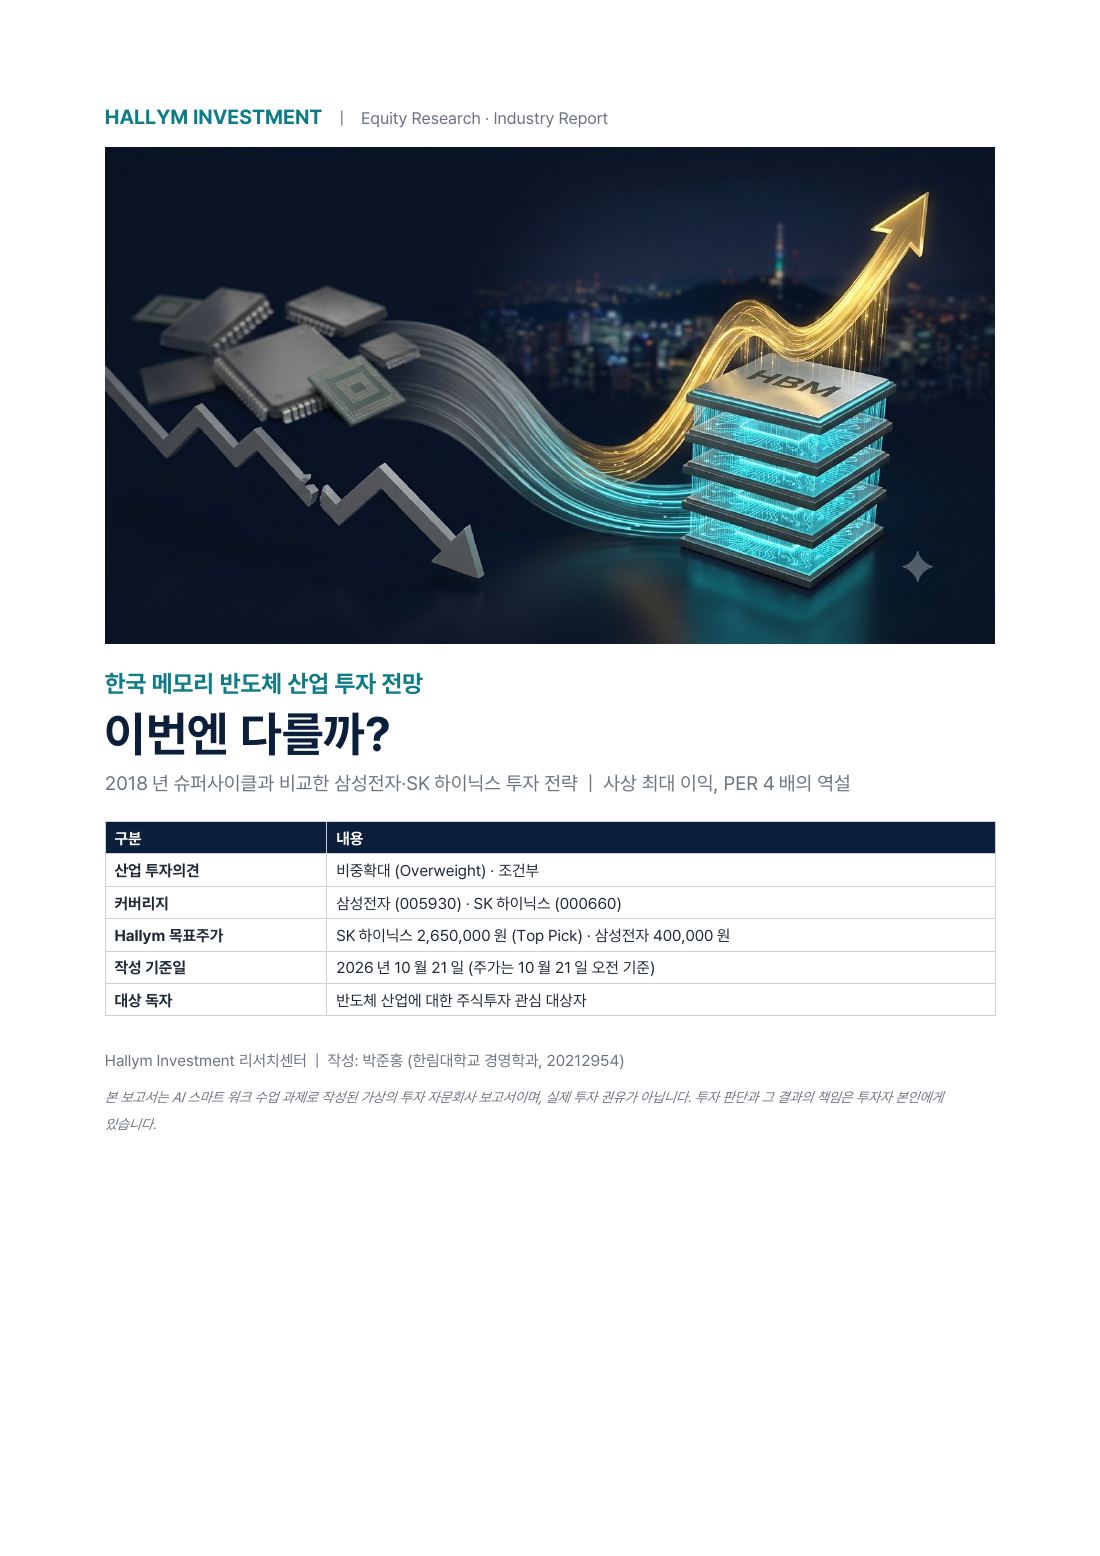 HALLYM INVESTMENT | Equity Research · Industry Report
HBM
한국 메모리 반도체 산업 투자 전망
이번엔 다를까?
2018 년 슈퍼사이클과 비교한 삼성전자·SK 하이닉스 투자 전략 | 사상 최대 이익, PER 4 배의 역설
구분 내용
산업 투자의견 비중확대 (Overweight) · 조건부
커버리지 삼성전자 (005930) · SK 하이닉스 (000660)
Hallym 목표주가 SK 하이닉스 2,650,000 원 (Top Pick) · 삼성전자 400,000 원
작성 기준일 2026 년 10 월 21 일 (주가는 10 월 21 일 오전 기준)
대상 독자 반도체 산업에 대한 주식투자 관심 대상자
Hallym Investment 리서치센터 | 작성: 박준홍 (한림대학교 경영학과, 20212954)
본 보고서는 AI 스마트 워크 수업 과제로 작성된 가상의 투자 자문회사 보고서이며, 실제 투자 권유가 아닙니다. 투자 판단과 그 결과의 책임은 투자자 본인에게
있습니다.